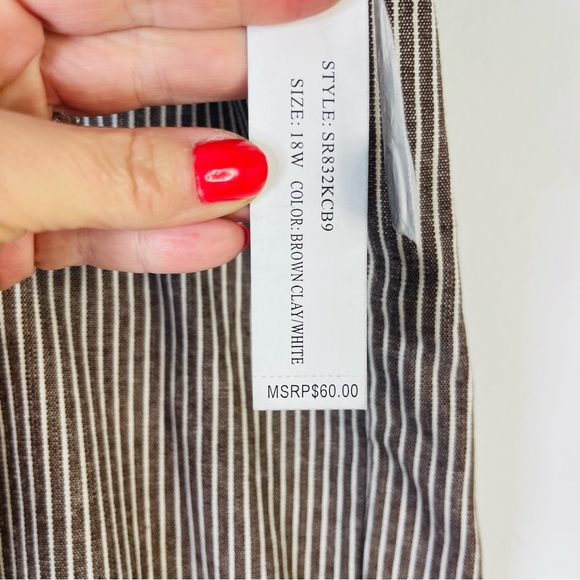 STYLE: SR832KCB9
SIZE: 18W COLOR: BROWN CLAY/WHITE
MSRP$60.00